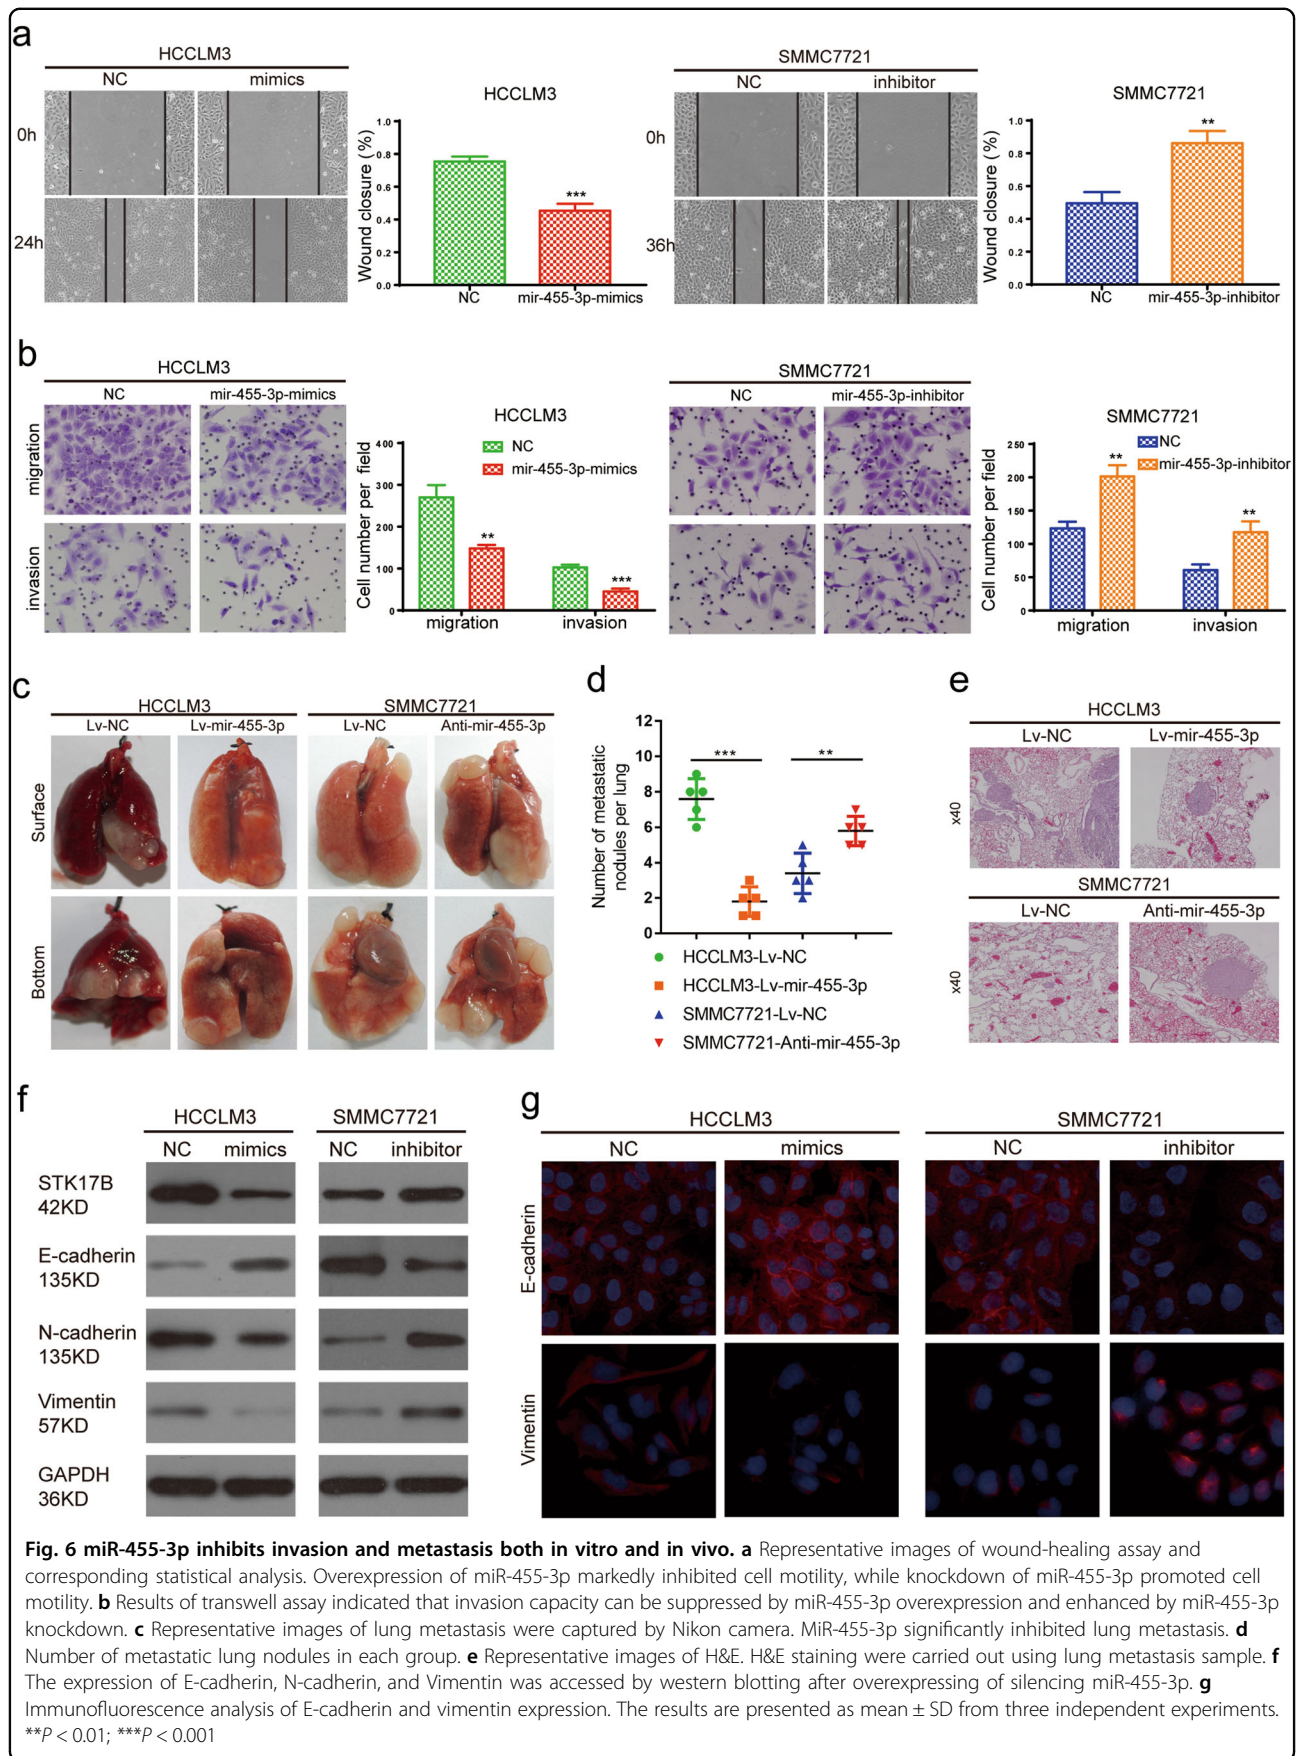 a
HCCLM3
NC mimics
0h
24h
HCCLM3
Wound closure (%)
1.0
0.8
0.6
0.4
0.2
0.0
***
NC mir-455-3p-mimics
SMMC7721
NC inhibitor
0h
36h
SMMC7721
Wound closure (%)
1.0
0.8
0.6
0.4
0.2
0.0
**
NC mir-455-3p-inhibitor
b
HCCLM3
NC mir-455-3p-mimics
migration
invasion
HCCLM3
Cell number per field
400
300
200
100
0
NC
mir-455-3p-mimics
**
***
migration invasion
SMMC7721
NC mir-455-3p-inhibitor
SMMC7721
Cell number per field
250
200
150
100
50
0
NC
mir-455-3p-inhibitor
**
**
migration invasion
c
HCCLM3 SMMC7721
Lv-NC Lv-mir-455-3p Lv-NC Anti-mir-455-3p
Surface
Bottom
d
Number of metastatic
nodules per lung
12
10
8
6
4
2
0
***
**
HCCLM3-Lv-NC
HCCLM3-Lv-mir-455-3p
SMMC7721-Lv-NC
SMMC7721-Anti-mir-455-3p
e
HCCLM3
Lv-NC Lv-mir-455-3p
x40
SMMC7721
Lv-NC Anti-mir-455-3p
x40
f
HCCLM3 SMMC7721
NC mimics NC inhibitor
STK17B
42KD
E-cadherin
135KD
N-cadherin
135KD
Vimentin
57KD
GAPDH
36KD
g
HCCLM3 SMMC7721
NC mimics NC inhibitor
E-cadherin
Vimentin
Fig. 6 miR-455-3p inhibits invasion and metastasis both in vitro and in vivo. a Representative images of wound-healing assay and
corresponding statistical analysis. Overexpression of miR-455-3p markedly inhibited cell motility, while knockdown of miR-455-3p promoted cell
motility. b Results of transwell assay indicated that invasion capacity can be suppressed by miR-455-3p overexpression and enhanced by miR-455-3p
knockdown. c Representative images of lung metastasis were captured by Nikon camera. MiR-455-3p significantly inhibited lung metastasis. d
Number of metastatic lung nodules in each group. e Representative images of H&E. H&E staining were carried out using lung metastasis sample. f
The expression of E-cadherin, N-cadherin, and Vimentin was accessed by western blotting after overexpressing of silencing miR-455-3p. g
Immunofluorescence analysis of E-cadherin and vimentin expression. The results are presented as mean ± SD from three independent experiments.
**P < 0.01; ***P < 0.001